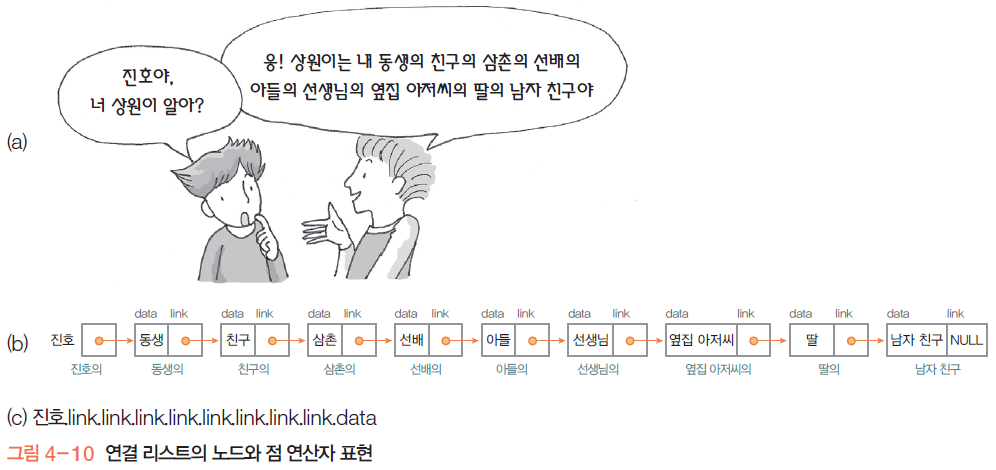 진호야,
너 상원이 알아?
응! 상원이는 내 동생의 친구의 삼촌의 선배의
아들의 선생님의 옆집 아저씨의 딸의 남자 친구야
(a)
data link data link data link data link data link data link data link data link data link
(b) 진호 동생 친구 삼촌 선배 아들 선생님 옆집 아저씨 딸 남자 친구 NULL
진호의 동생의 친구의 삼촌의 선배의 아들의 선생님의 옆집 아저씨의 딸의 남자 친구
(c) 진호.link.link.link.link.link.link.link.link.data
그림 4-10 연결 리스트의 노드와 점 연산자 표현